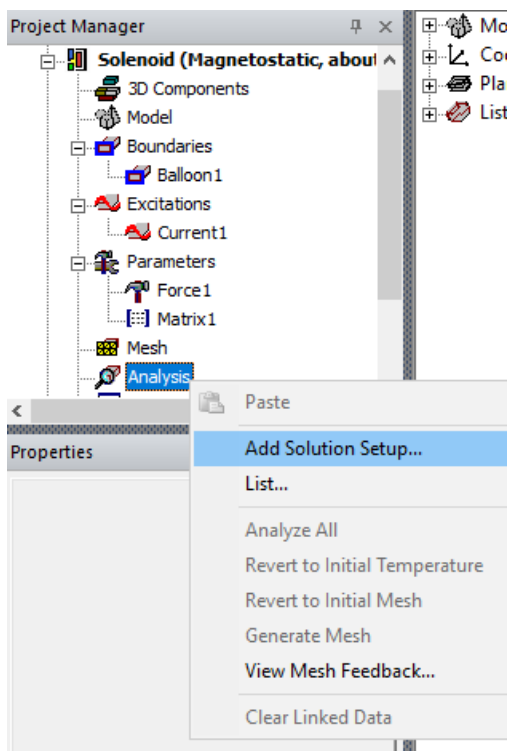 Project Manager
Solenoid (Magnetostatic, about
3D Components
Model
Boundaries
Balloon1
Excitations
Current1
Parameters
Force1
Matrix1
Mesh
Analysis
Mo
Coo
Plan
List
Properties
Paste
Add Solution Setup...
List...
Analyze All
Revert to Initial Temperature
Revert to Initial Mesh
Generate Mesh
View Mesh Feedback...
Clear Linked Data